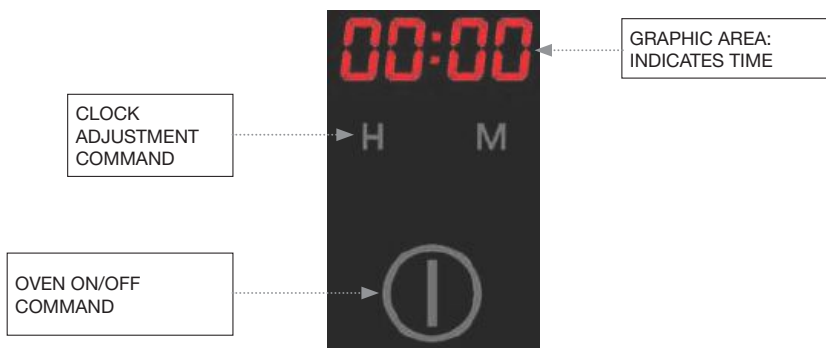 00:00
GRAPHIC AREA:
INDICATES TIME
CLOCK
ADJUSTMENT
COMMAND
H M
OVEN ON/OFF
COMMAND